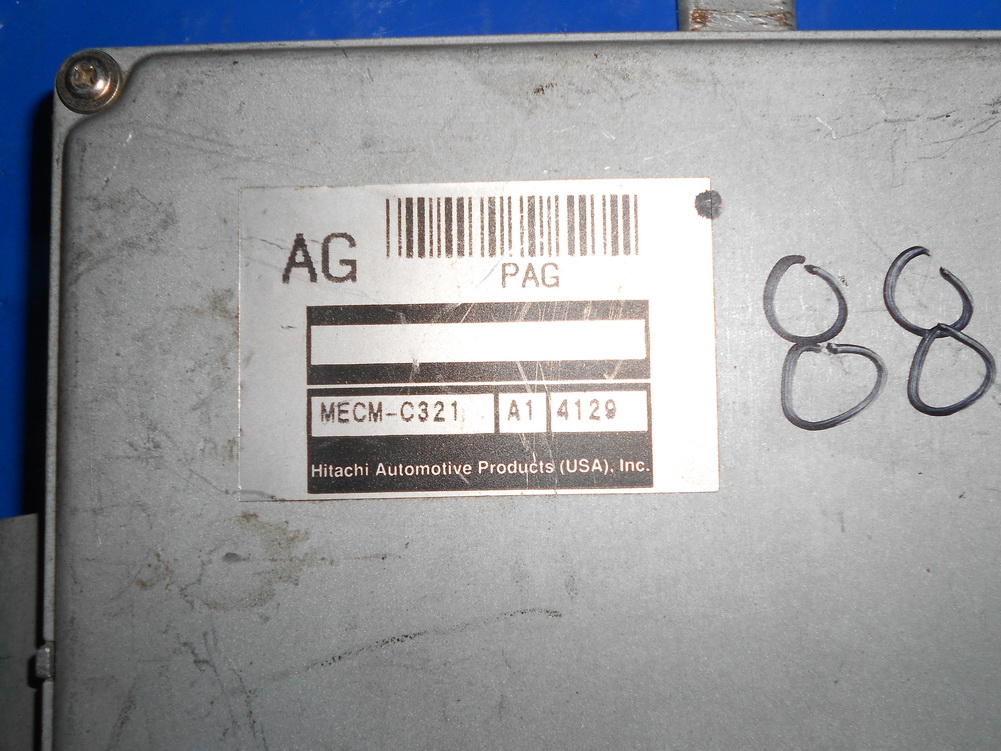 AG
PAG
MECM-C321 A1 4129
Hitachi Automotive Products (USA), Inc.
88